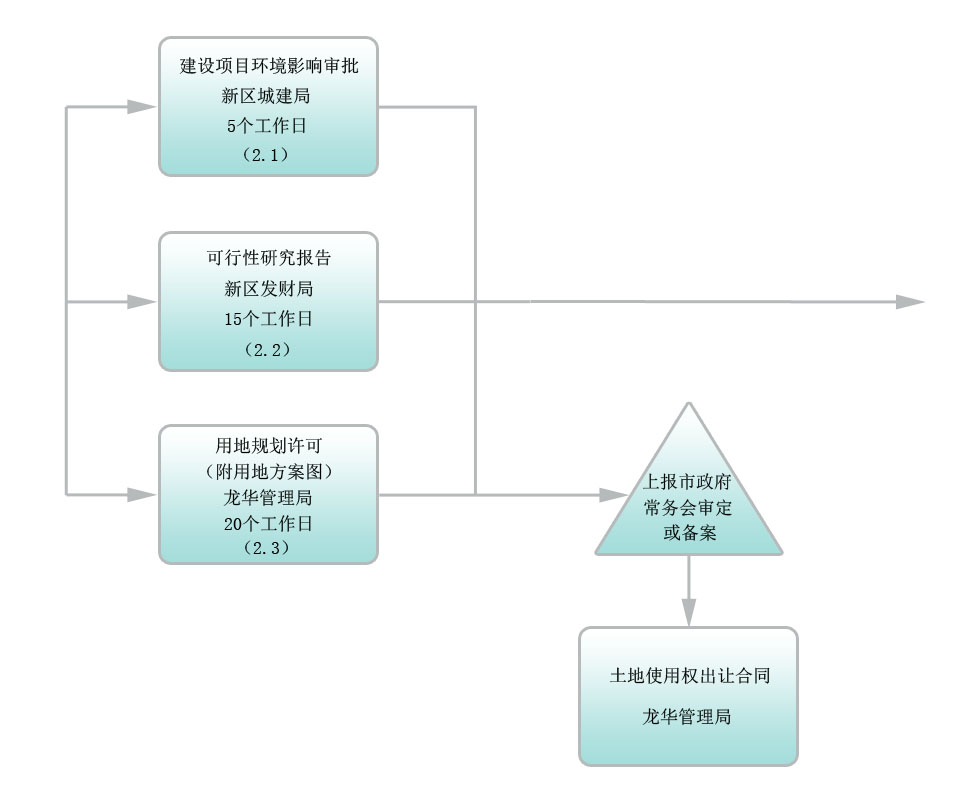 建设项目环境影响审批
新区城建局
5个工作日
（2.1）
可行性研究报告
新区发财局
15个工作日
（2.2）
用地规划许可
（附用地方案图）
龙华管理局
20个工作日
（2.3）
上报市政府
常务会审定
或备案
土地使用权出让合同
龙华管理局